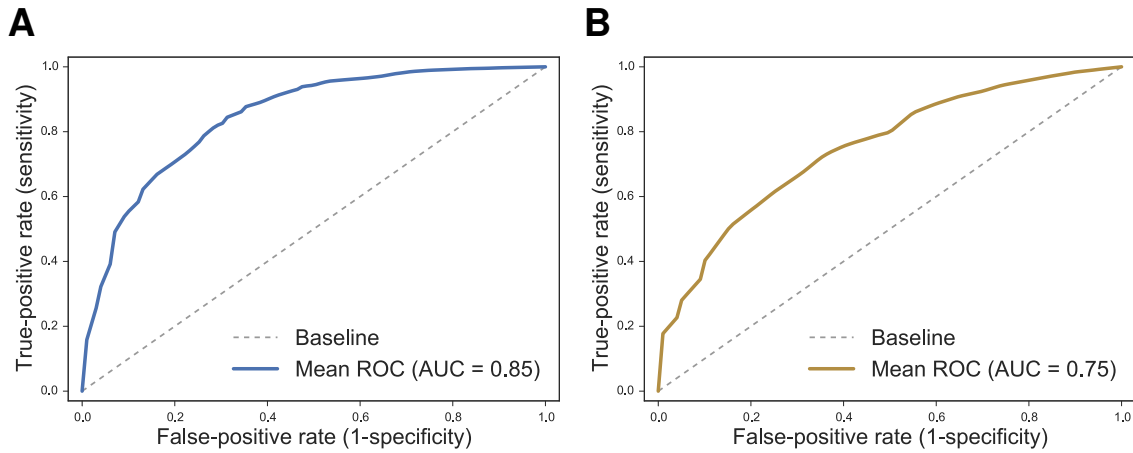 A
True-positive rate (sensitivity)
1.0
0.8
0.6
0.4
0.2
0.0
Baseline
Mean ROC (AUC = 0.85)
0.0 0.2 0.4 0.6 0.8 1.0
False-positive rate (1-specificity)
B
True-positive rate (sensitivity)
1.0
0.8
0.6
0.4
0.2
0.0
Baseline
Mean ROC (AUC = 0.75)
0.0 0.2 0.4 0.6 0.8 1.0
False-positive rate (1-specificity)